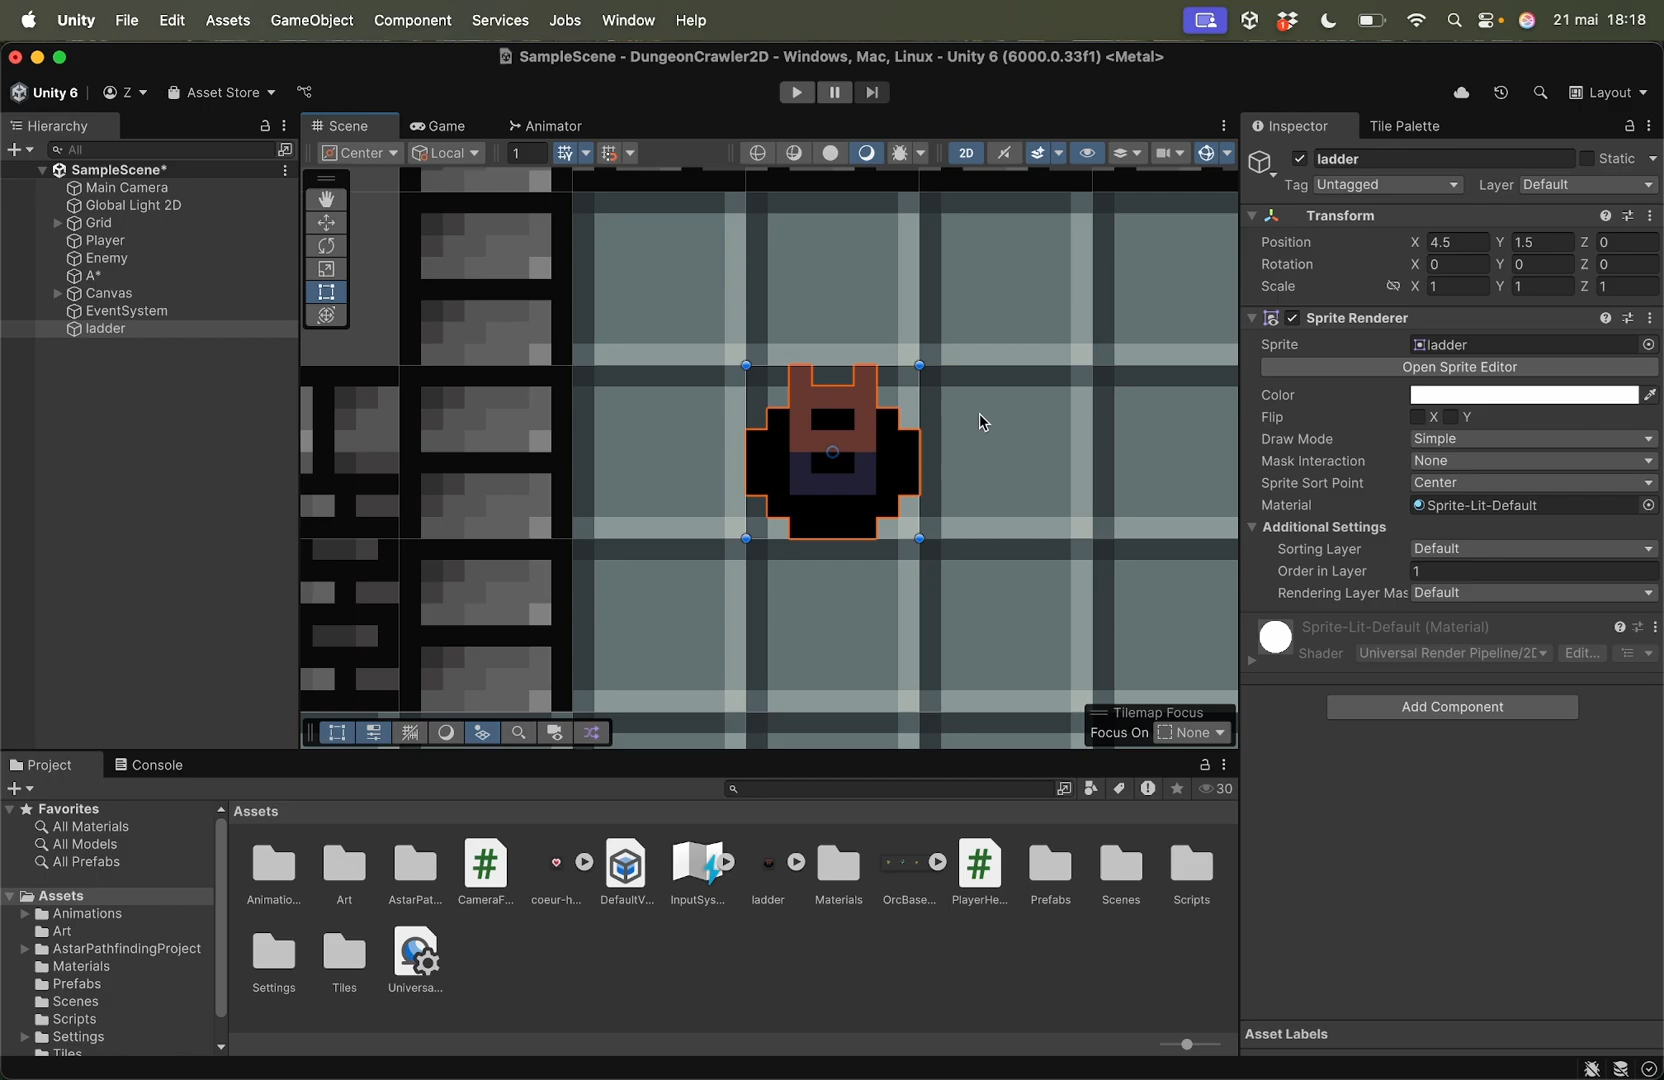 Unity File Edit Assets GameObject Component Services Jobs Window Help 1 21 mai 18:18
SampleScene - DungeonCrawler2D - Windows, Mac, Linux - Unity 6 (6000.0.33f1) <Metal>
Unity 6 Z Asset Store Layout
Hierarchy
All
SampleScene*
Main Camera
Global Light 2D
Grid
Player
Enemy
A*
Canvas
EventSystem
ladder
Scene Game Animator
Center Local 1 2D
Tilemap Focus
Focus On None
Inspector Tile Palette
ladder Static
Tag Untagged Layer Default
Transform
Position X 4.5 Y 1.5 Z 0
Rotation X 0 Y 0 Z 0
Scale X 1 Y 1 Z 1
Sprite Renderer
Sprite ladder
Open Sprite Editor
Color
Flip X Y
Draw Mode Simple
Mask Interaction None
Sprite Sort Point Center
Material Sprite-Lit-Default
Additional Settings
Sorting Layer Default
Order in Layer 1
Rendering Layer Mas Default
Sprite-Lit-Default (Material)
Shader Universal Render Pipeline/2D Edit...
Add Component
Asset Labels
Project Console
30
Favorites
All Materials
All Models
All Prefabs
Assets
Animations
Art
AstarPathfindingProject
Materials
Prefabs
Scenes
Scripts
Settings
Tiles
Assets
Animatio... Art AstarPat... CameraF... coeur-h... DefaultV... InputSys... ladder Materials OrcBase... PlayerHe... Prefabs Scenes Scripts
Settings Tiles Universa...